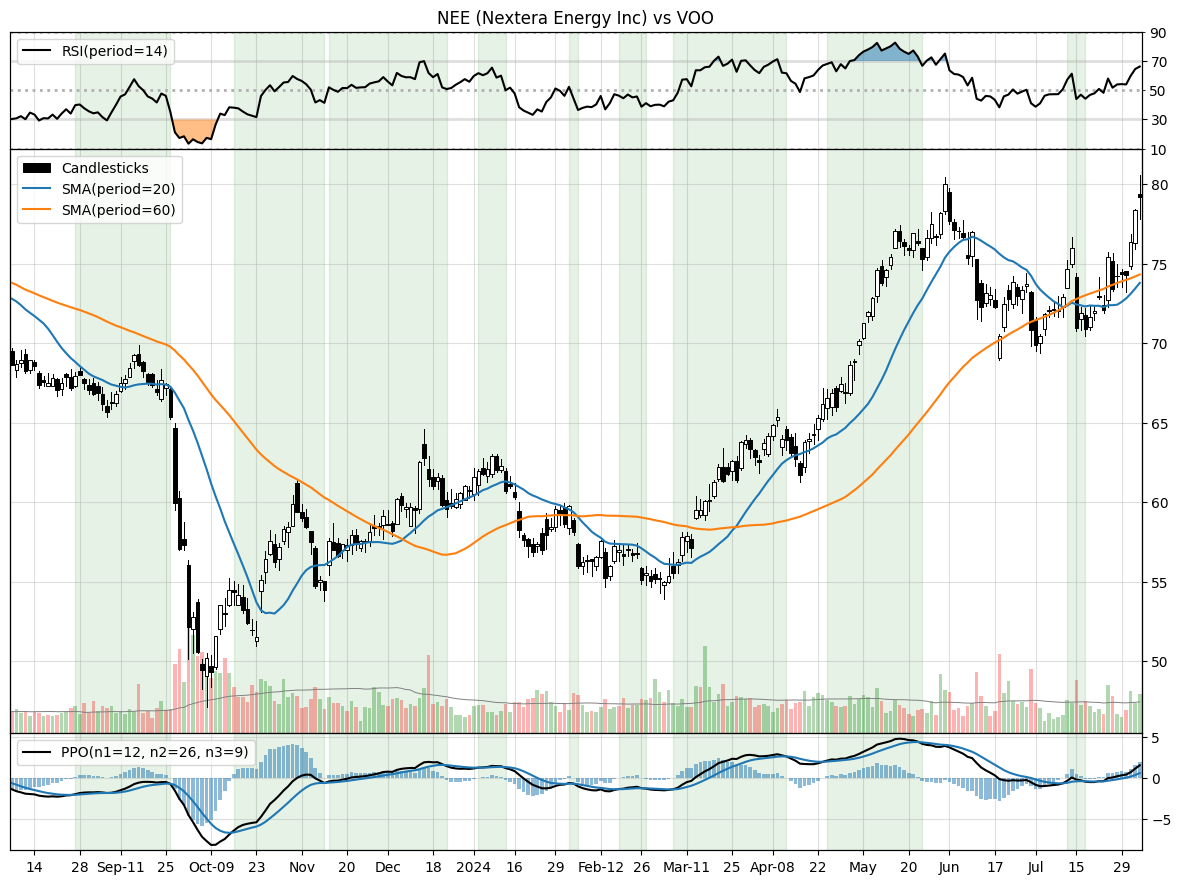 NEE (Nextera Energy Inc) vs VOO
RSI(period=14)
90
70
50
30
10
Candlesticks
SMA(period=20)
SMA(period=60)
80
75
70
65
60
55
50
PPO(n1=12, n2=26, n3=9)
5
0
−5
14 28 Sep-11 25 Oct-09 23 Nov 20 Dec 18 2024 16 29 Feb-12 26 Mar-11 25 Apr-08 22 May 20 Jun 17 Jul 15 29